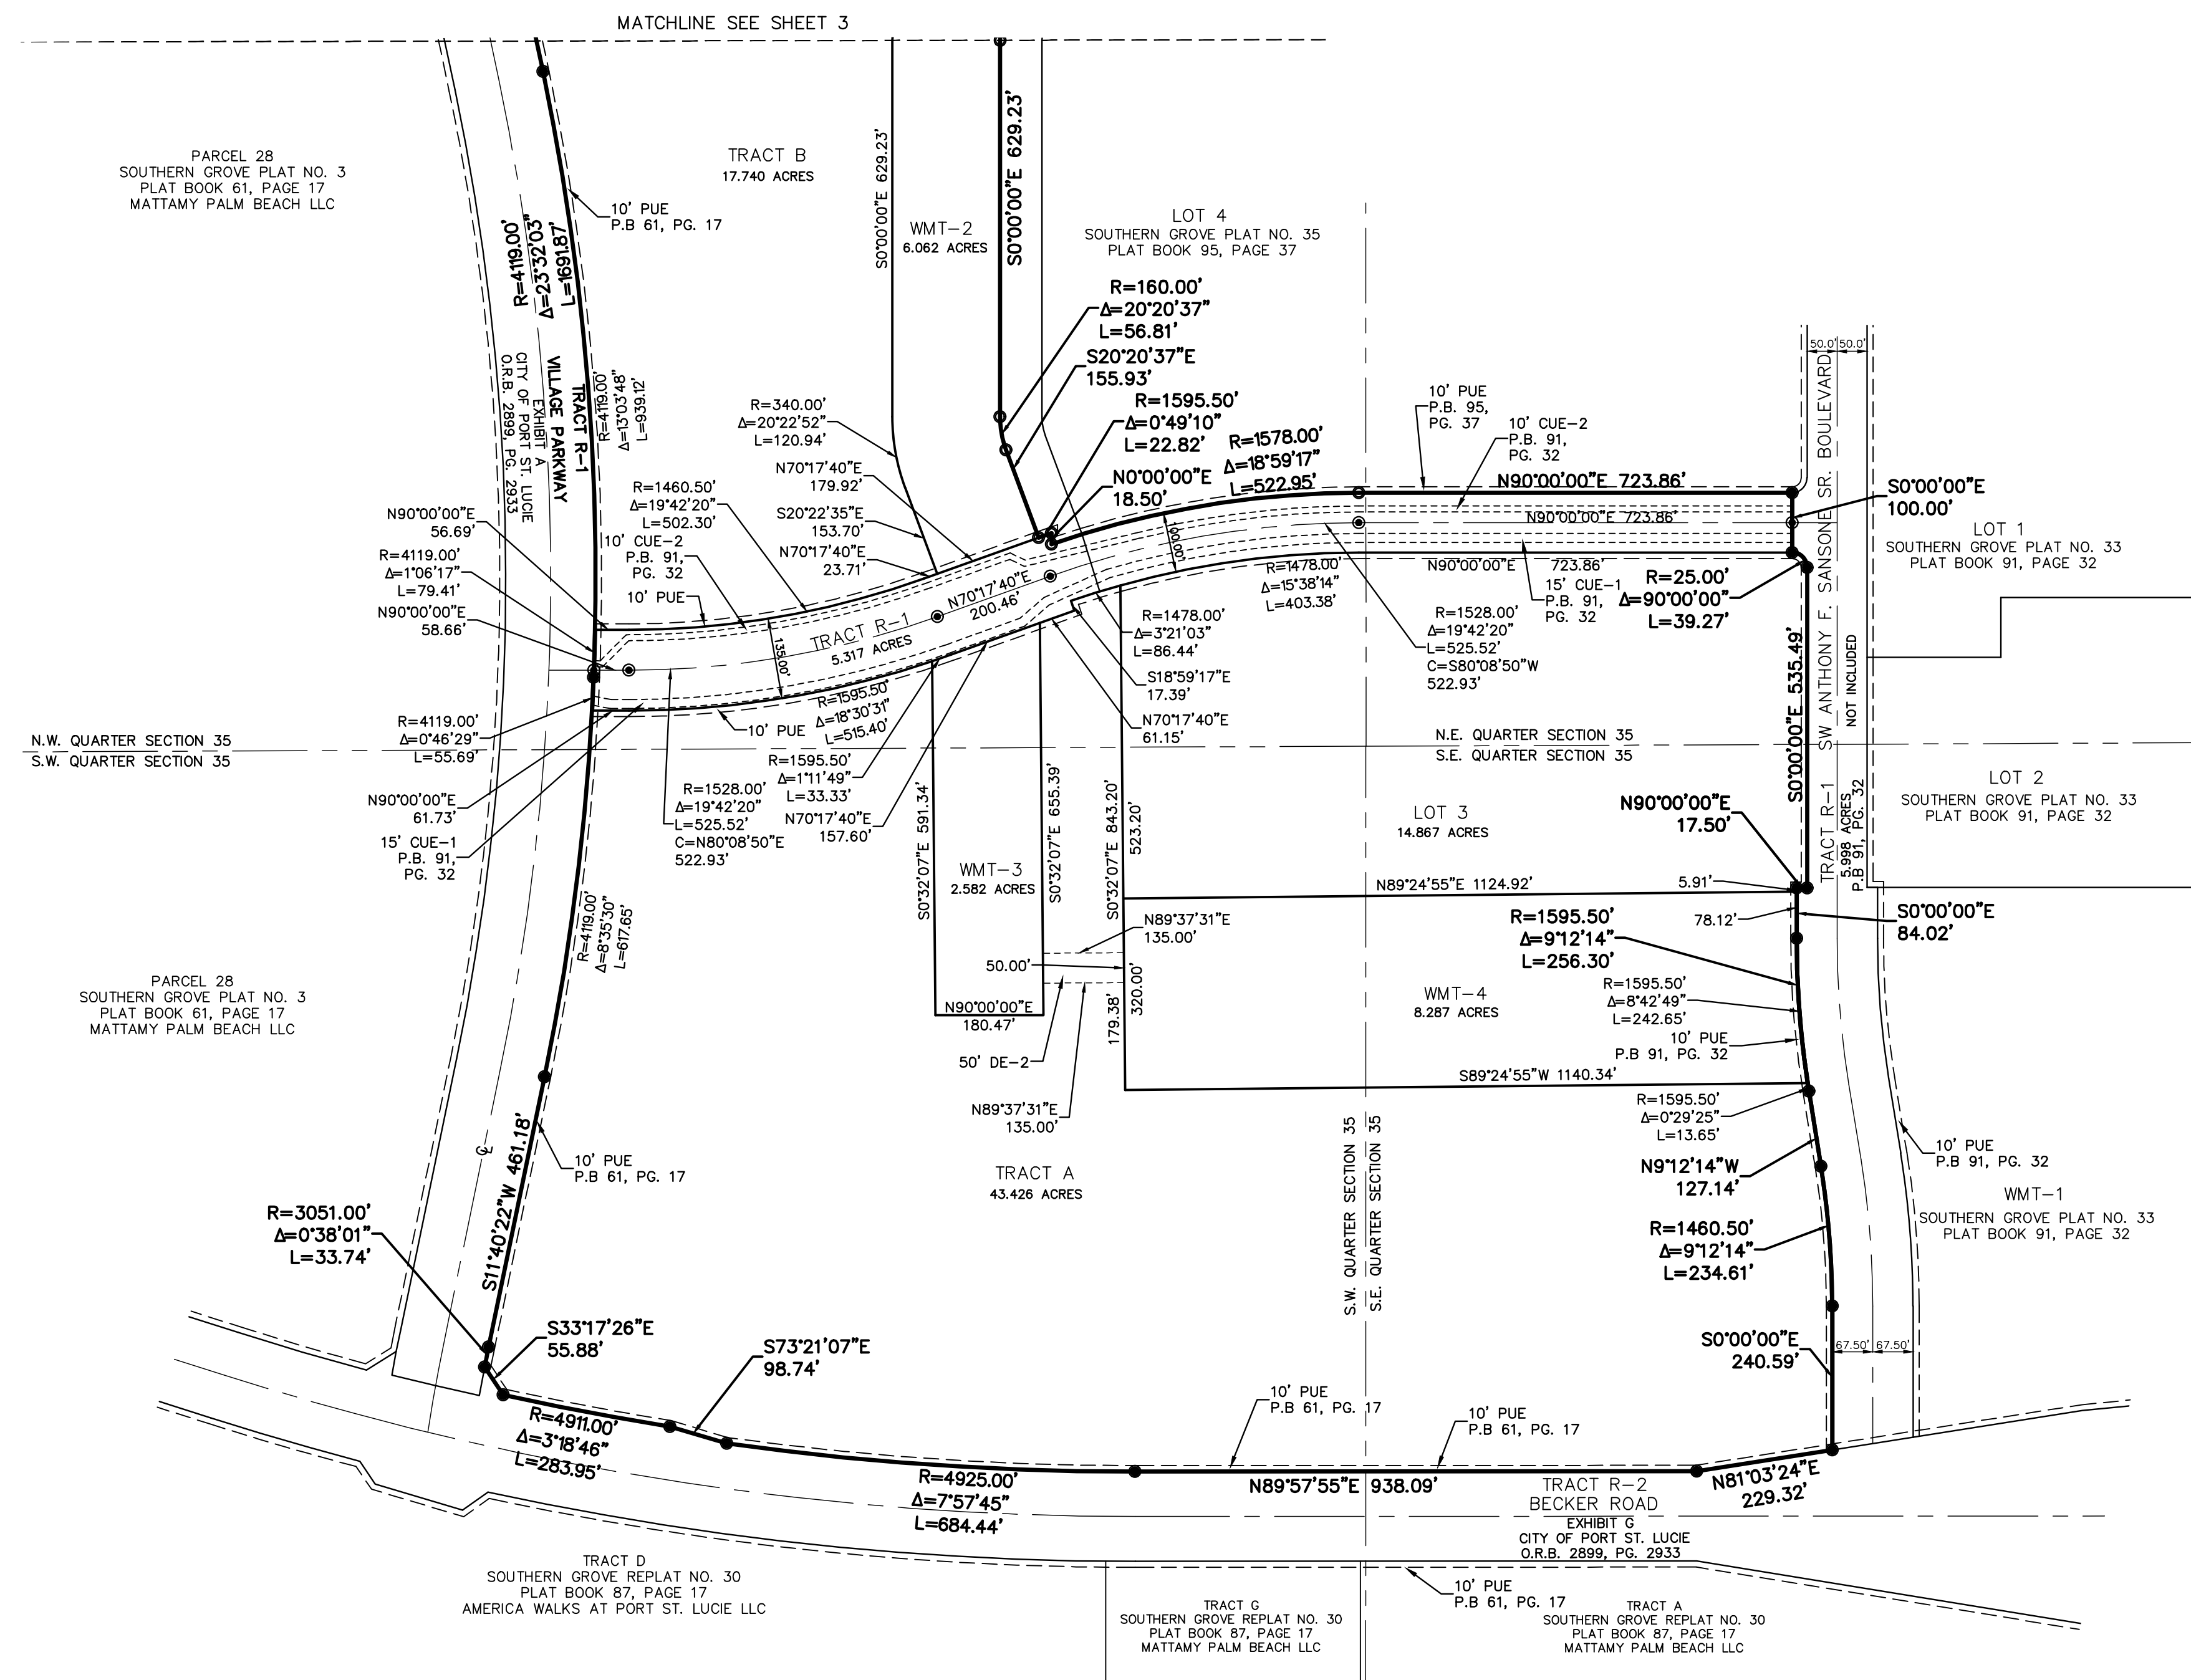 MATCHLINE SEE SHEET 3
PARCEL 28
SOUTHERN GROVE PLAT NO. 3
PLAT BOOK 61, PAGE 17
MATTAMY PALM BEACH LLC
TRACT B
17.740 ACRES
10' PUE
P.B 61, PG. 17
R=4119.00'
Δ=23°32'03"
L=1691.87'
S0°00'00"E 629.23'
WMT-2
6.062 ACRES
S0°00'00"E 629.23'
LOT 4
SOUTHERN GROVE PLAT NO. 35
PLAT BOOK 95, PAGE 37
R=160.00'
Δ=20°20'37"
L=56.81'
S20°20'37"E
155.93'
R=1595.50'
Δ=0°49'10"
L=22.82'
N0°00'00"E
18.50'
R=1578.00'
Δ=18°59'17"
L=522.95'
10' PUE
P.B. 95,
PG. 37
10' CUE-2
P.B. 91,
PG. 32
N90°00'00"E 723.86'
N90°00'00"E 723.86'
N90°00'00"E 723.86'
50.0' 50.0'
S0°00'00"E
100.00'
LOT 1
SOUTHERN GROVE PLAT NO. 33
PLAT BOOK 91, PAGE 32
SW ANTHONY F. SANSONE SR. BOULEVARD
NOT INCLUDED
TRACT R-1
5.998 ACRES
P.B 91, PG. 32
TRACT R-1
VILLAGE PARKWAY
EXHIBIT A
CITY OF PORT ST. LUCIE
O.R.B. 2899, PG. 2933
R=4119.00'
Δ=13°03'48"
L=939.12'
R=340.00'
Δ=20°22'52"
L=120.94'
N70°17'40"E
179.92'
R=1460.50'
Δ=19°42'20"
L=502.30'
S20°22'35"E
153.70'
N70°17'40"E
23.71'
N90°00'00"E
56.69'
10' CUE-2
P.B. 91,
PG. 32
10' PUE
R=4119.00'
Δ=1°06'17"
L=79.41'
N90°00'00"E
58.66'
TRACT R-1
5.317 ACRES
135.00'
N70°17'40"E
200.46'
100.00'
R=1478.00'
Δ=15°38'14"
L=403.38'
15' CUE-1
P.B. 91,
PG. 32
R=25.00'
Δ=90°00'00"
L=39.27'
R=1478.00'
Δ=3°21'03"
L=86.44'
S18°59'17"E
17.39'
N70°17'40"E
61.15'
R=1528.00'
Δ=19°42'20"
L=525.52'
C=S80°08'50"W
522.93'
S0°00'00"E 535.49'
R=4119.00'
Δ=0°46'29"
L=55.69'
10' PUE
R=1595.50'
Δ=18°30'31"
L=515.40'
N.W. QUARTER SECTION 35
S.W. QUARTER SECTION 35
N.E. QUARTER SECTION 35
S.E. QUARTER SECTION 35
N90°00'00"E
61.73'
15' CUE-1
P.B. 91,
PG. 32
R=1528.00'
Δ=19°42'20"
L=525.52'
C=N80°08'50"E
522.93'
R=1595.50'
Δ=1°11'49"
L=33.33'
N70°17'40"E
157.60'
S0°32'07"E 591.34'
WMT-3
2.582 ACRES
S0°32'07"E 655.39'
S0°32'07"E 843.20'
523.20'
LOT 3
14.867 ACRES
N90°00'00"E
17.50'
LOT 2
SOUTHERN GROVE PLAT NO. 33
PLAT BOOK 91, PAGE 32
N89°24'55"E 1124.92'
5.91'
78.12'
S0°00'00"E
84.02'
R=4119.00'
Δ=8°35'30"
L=617.65'
N89°37'31"E
135.00'
50.00'
N90°00'00"E
180.47'
50' DE-2
N89°37'31"E
135.00'
179.38'
320.00'
R=1595.50'
Δ=9°12'14"
L=256.30'
R=1595.50'
Δ=8°42'49"
L=242.65'
WMT-4
8.287 ACRES
10' PUE
P.B 91, PG. 32
S89°24'55"W 1140.34'
R=1595.50'
Δ=0°29'25"
L=13.65'
PARCEL 28
SOUTHERN GROVE PLAT NO. 3
PLAT BOOK 61, PAGE 17
MATTAMY PALM BEACH LLC
S11°40'22"W 461.18'
10' PUE
P.B 61, PG. 17
TRACT A
43.426 ACRES
S.W. QUARTER SECTION 35
S.E. QUARTER SECTION 35
N9°12'14"W
127.14'
10' PUE
P.B 91, PG. 32
WMT-1
SOUTHERN GROVE PLAT NO. 33
PLAT BOOK 91, PAGE 32
R=1460.50'
Δ=9°12'14"
L=234.61'
R=3051.00'
Δ=0°38'01"
L=33.74'
S33°17'26"E
55.88'
S73°21'07"E
98.74'
S0°00'00"E
240.59'
67.50' 67.50'
R=4911.00'
Δ=3°18'46"
L=283.95'
R=4925.00'
Δ=7°57'45"
L=684.44'
10' PUE
P.B 61, PG. 17
10' PUE
P.B 61, PG. 17
N89°57'55"E 938.09'
TRACT R-2
BECKER ROAD
EXHIBIT G
CITY OF PORT ST. LUCIE
O.R.B. 2899, PG. 2933
N81°03'24"E
229.32'
TRACT D
SOUTHERN GROVE REPLAT NO. 30
PLAT BOOK 87, PAGE 17
AMERICA WALKS AT PORT ST. LUCIE LLC
10' PUE
P.B 61, PG. 17
TRACT G
SOUTHERN GROVE REPLAT NO. 30
PLAT BOOK 87, PAGE 17
MATTAMY PALM BEACH LLC
TRACT A
SOUTHERN GROVE REPLAT NO. 30
PLAT BOOK 87, PAGE 17
MATTAMY PALM BEACH LLC